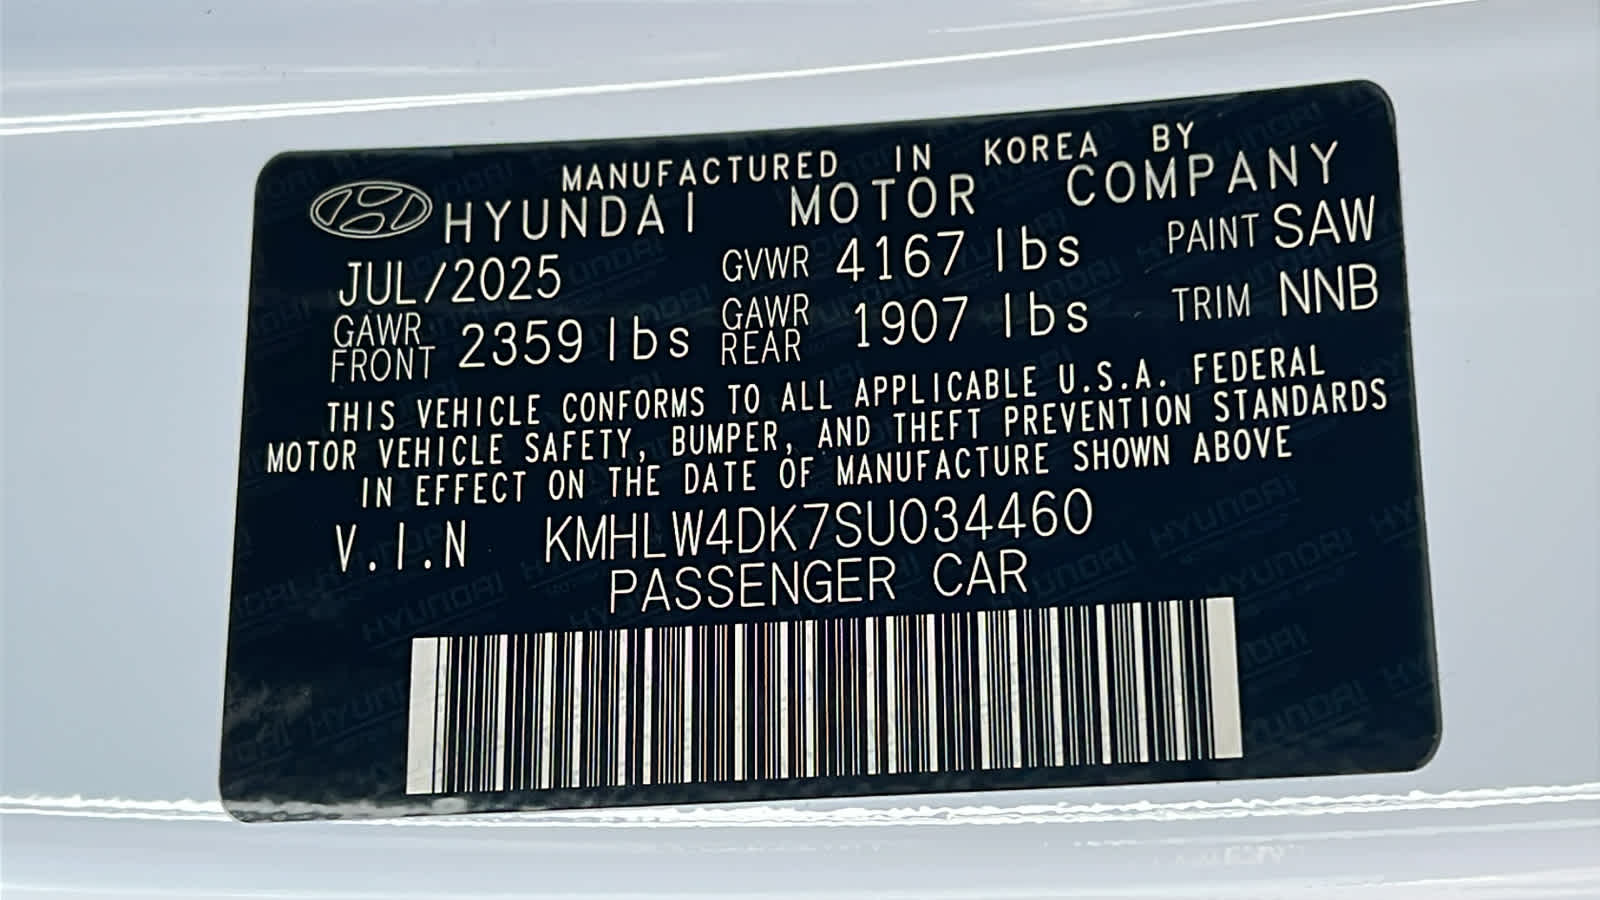 MANUFACTURED IN KOREA BY
HYUNDAI MOTOR COMPANY
JUL/2025 GVWR 4167 lbs PAINT SAW
GAWR FRONT 2359 lbs GAWR REAR 1907 lbs TRIM NNB
THIS VEHICLE CONFORMS TO ALL APPLICABLE U.S.A. FEDERAL
MOTOR VEHICLE SAFETY, BUMPER, AND THEFT PREVENTION STANDARDS
IN EFFECT ON THE DATE OF MANUFACTURE SHOWN ABOVE
V.I.N KMHLW4DK7SU034460
PASSENGER CAR